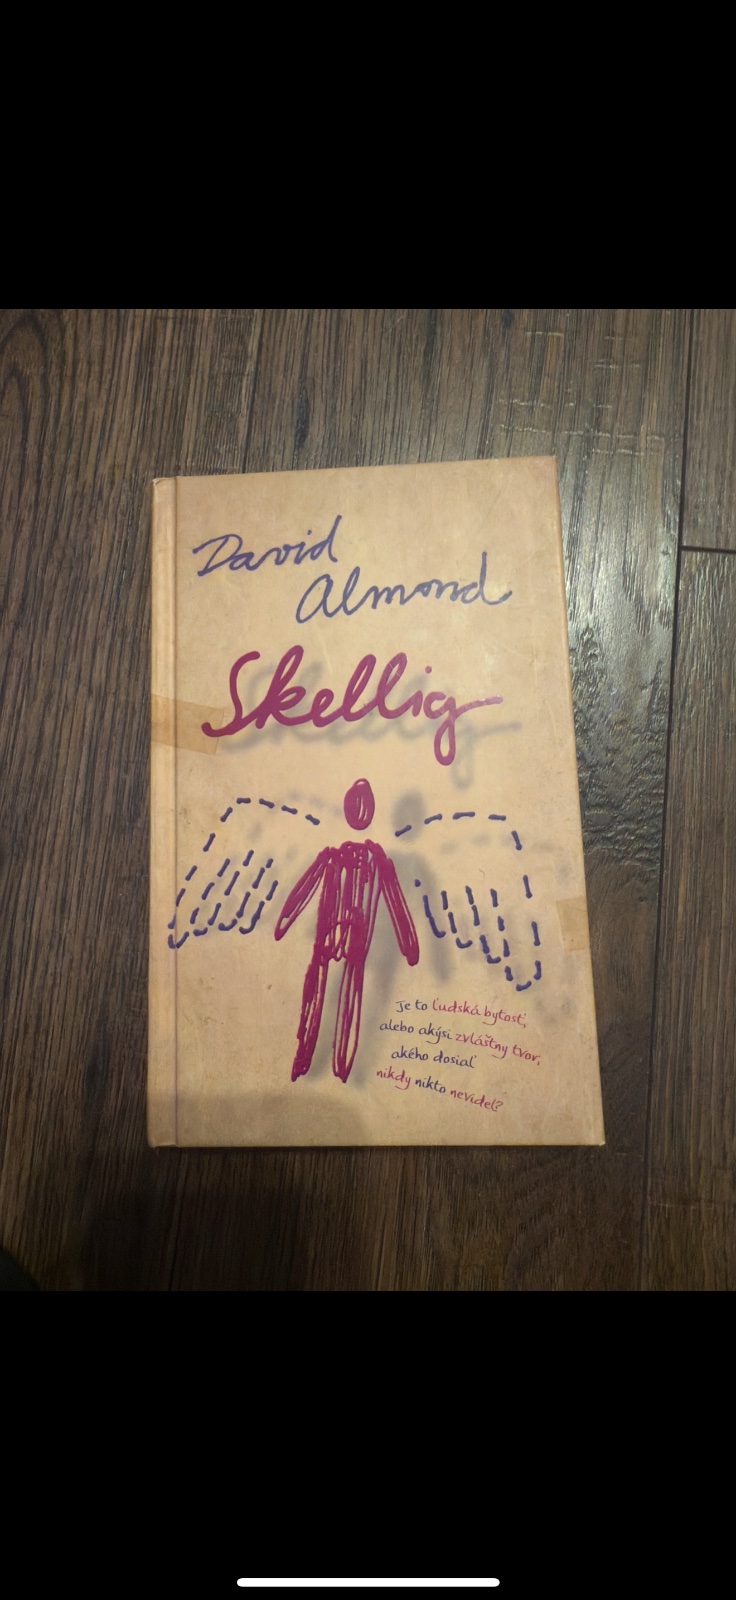 David
Almond
Skellig
Je to ľudská bytosť,
alebo akýsi zvláštny tvor,
akého dosiaľ
nikdy nikto nevidel?